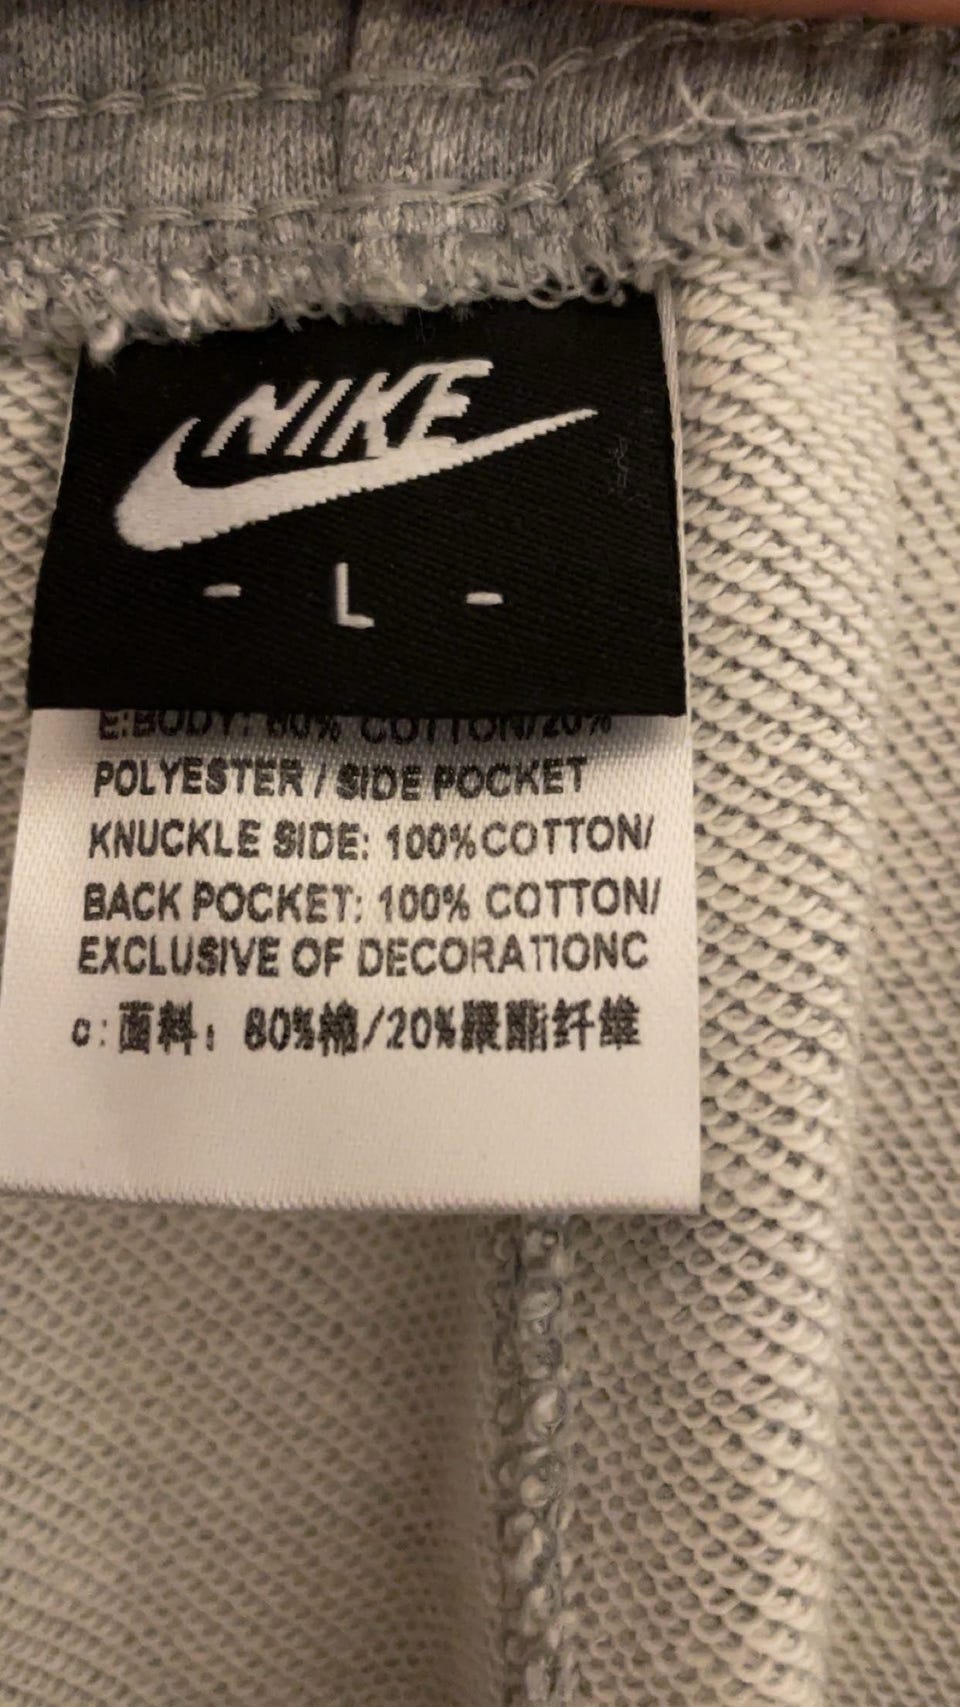 NIKE
- L -
E:BODY: 80% COTTON/20%
POLYESTER / SIDE POCKET
KNUCKLE SIDE: 100%COTTON/
BACK POCKET: 100% COTTON/
EXCLUSIVE OF DECORATIONC
c:面料: 80%棉/20%聚酯纤维